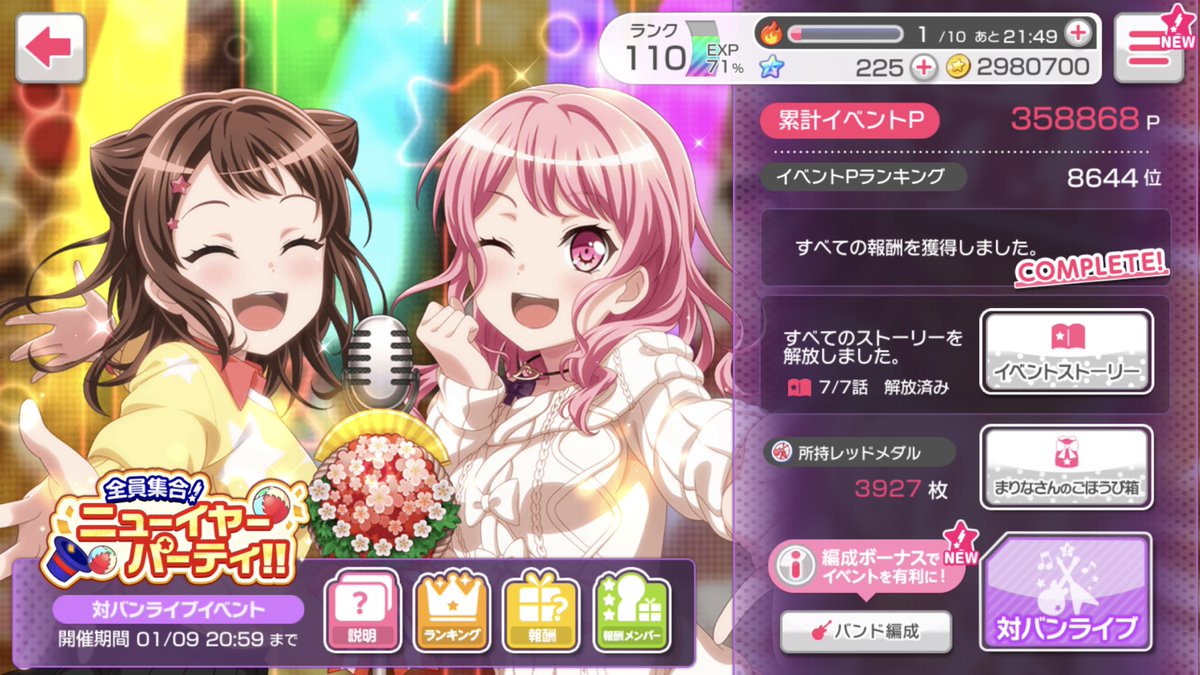 ランク
110
EXP
71%
1 /10 あと21:49
225
2980700
NEW
累計イベントP
358868 P
イベントPランキング
8644 位
すべての報酬を獲得しました。
COMPLETE!
すべてのストーリーを
解放しました。
7/7話 解放済み
イベントストーリー
所持レッドメダル
3927 枚
まりなさんのごほうび箱
編成ボーナスで
イベントを有利に!
NEW
バンド編成
対バンライブ
全員集合!
ニューイヤー
パーティ!!
対バンライブイベント
開催期間 01/09 20:59 まで
?
説明
ランキング
?
報酬
報酬メンバー